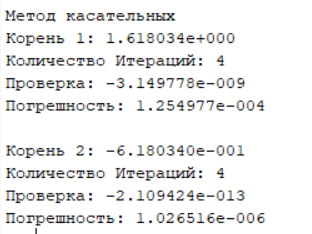 Метод касательных
Корень 1: 1.618034e+000
Количество Итераций: 4
Проверка: -3.149778e-009
Погрешность: 1.254977e-004
Корень 2: -6.180340e-001
Количество Итераций: 4
Проверка: -2.109424e-013
Погрешность: 1.026516e-006